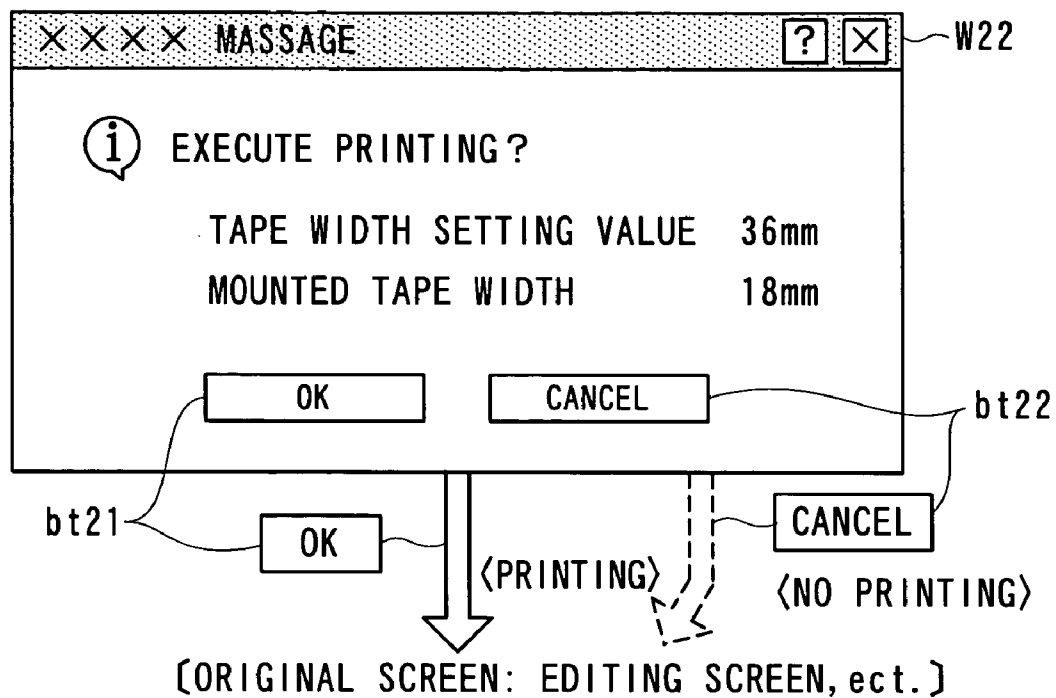 ×××× MASSAGE ? ×
W22
i EXECUTE PRINTING?
TAPE WIDTH SETTING VALUE 36mm
MOUNTED TAPE WIDTH 18mm
OK CANCEL
bt22
bt21
OK
CANCEL
〈PRINTING〉
〈NO PRINTING〉
[ORIGINAL SCREEN: EDITING SCREEN, ect.]